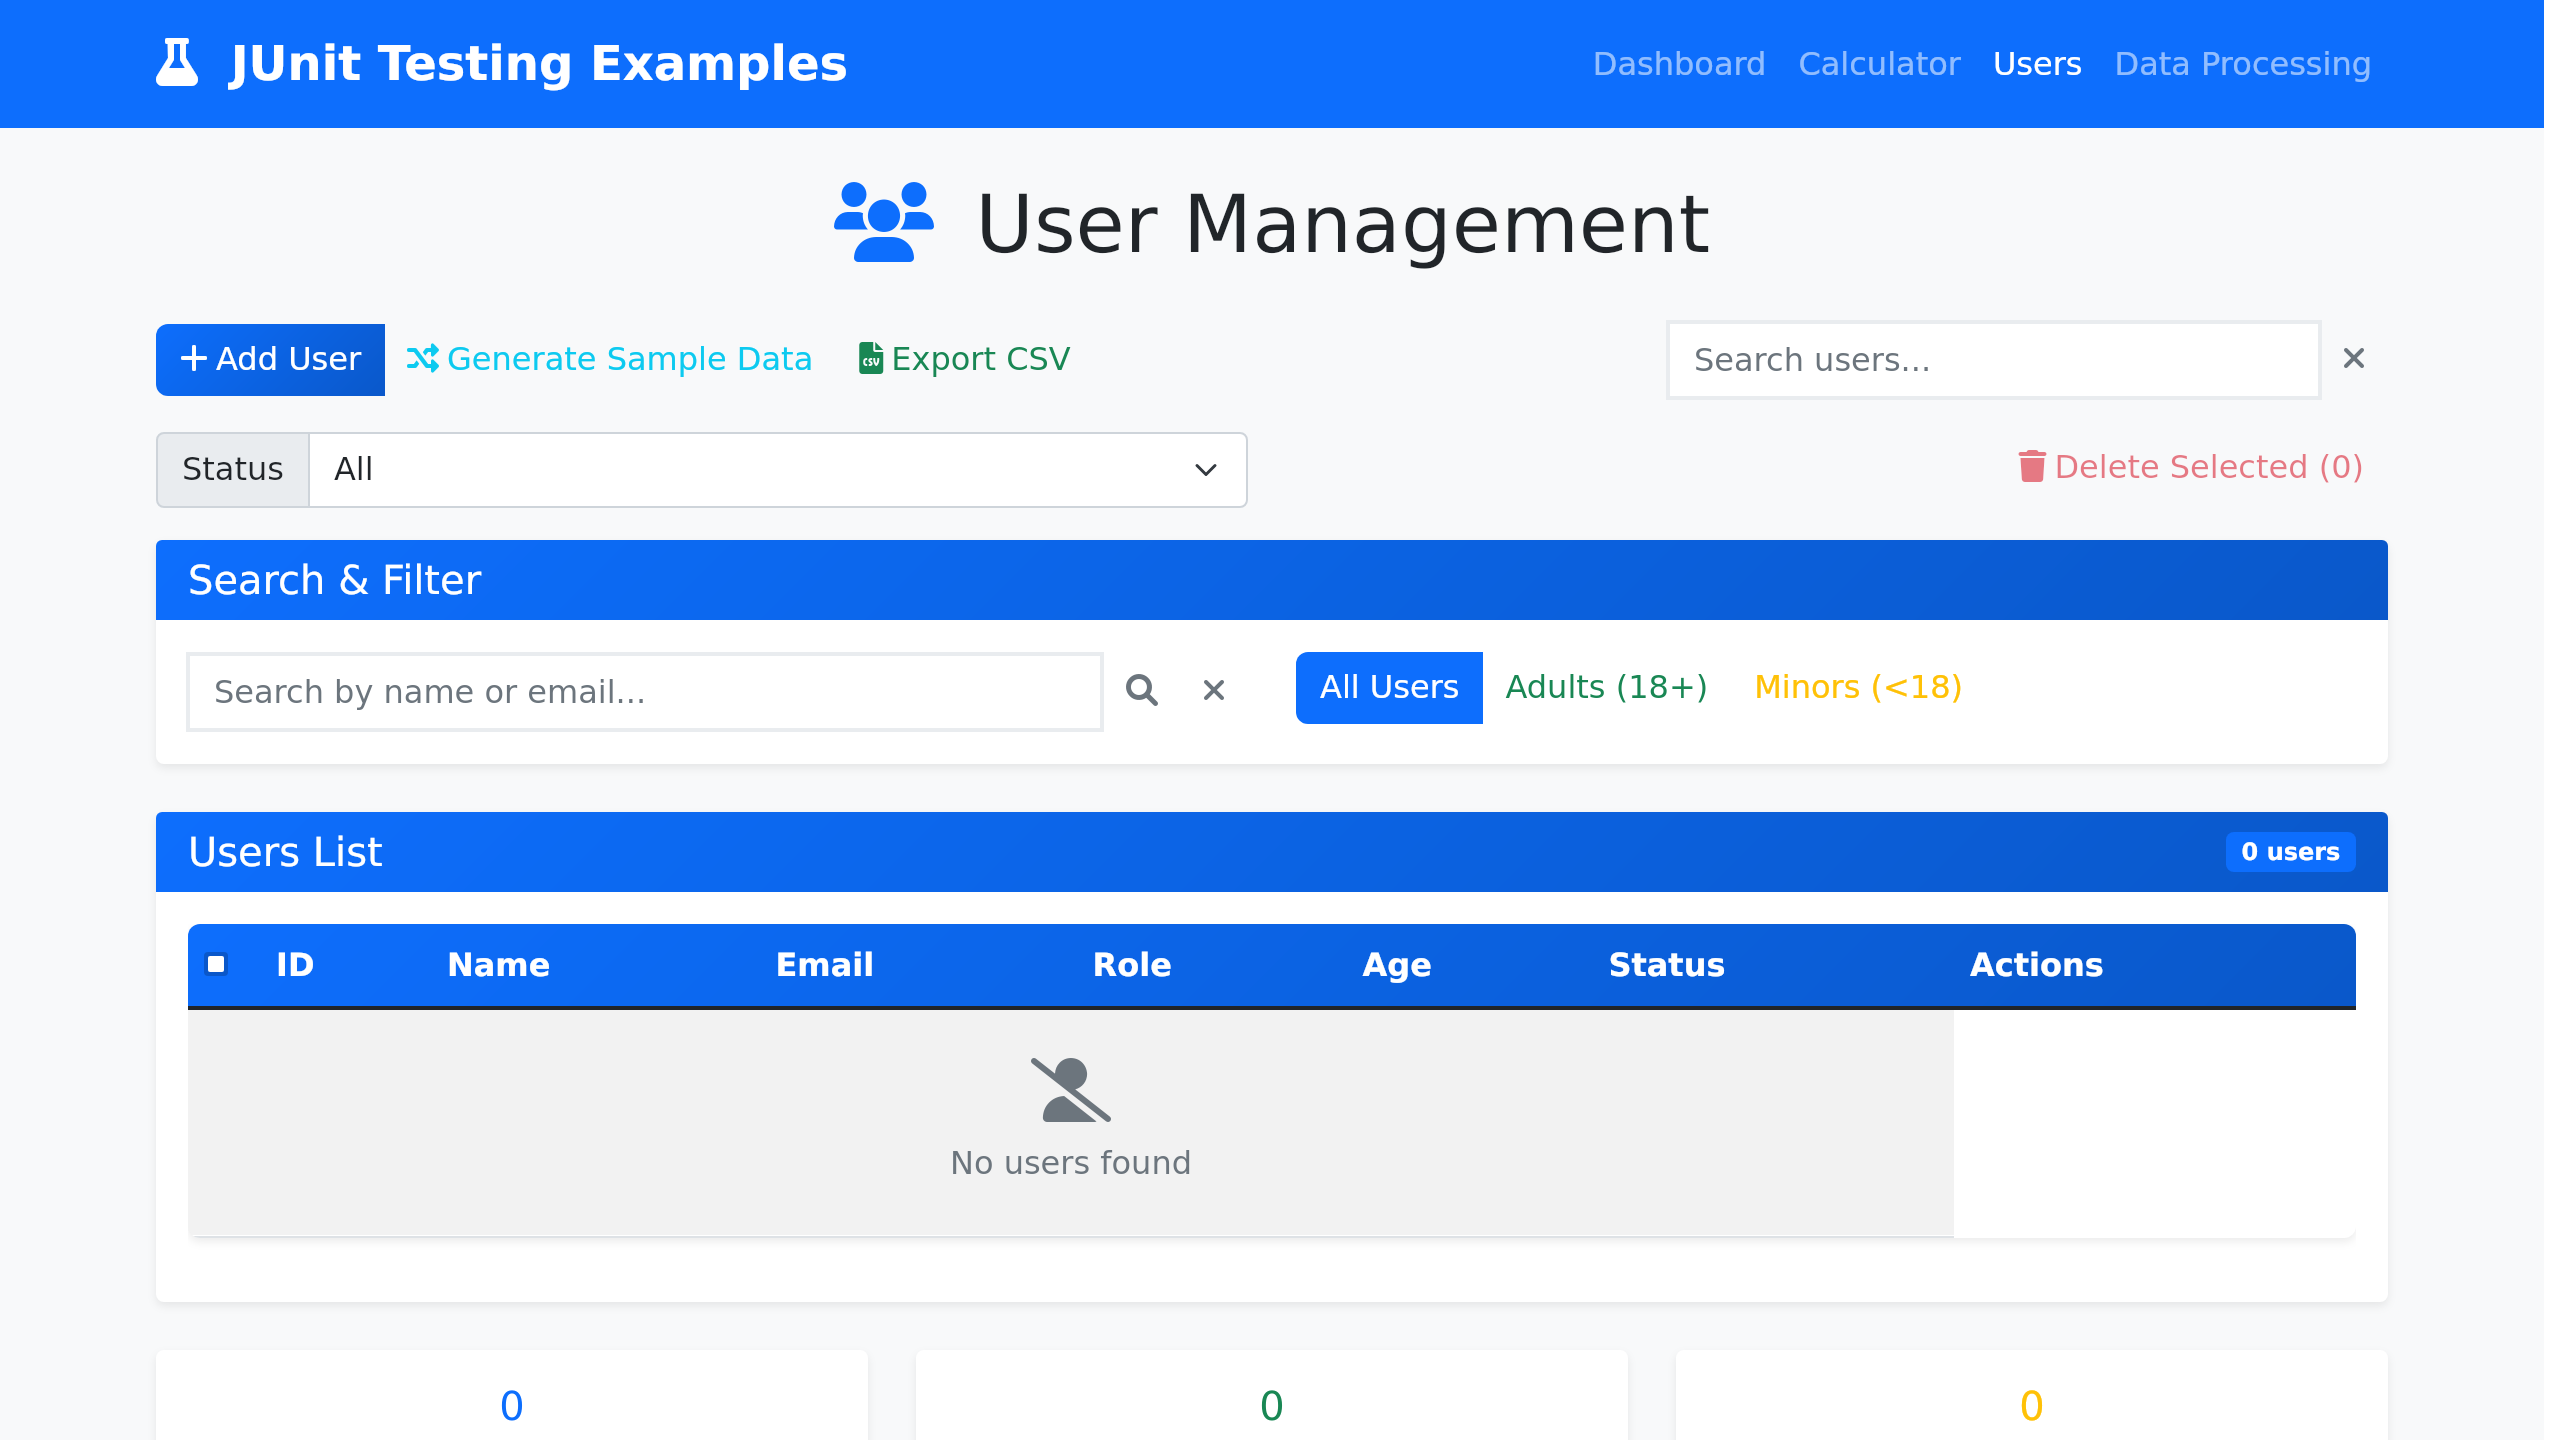 JUnit Testing Examples
Dashboard Calculator Users Data Processing
User Management
Add User Generate Sample Data Export CSV Search users...
Status All Delete Selected (0)
Search & Filter
Search by name or email... All Users Adults (18+) Minors (<18)
Users List 0 users
ID Name Email Role Age Status Actions
No users found
0 0 0